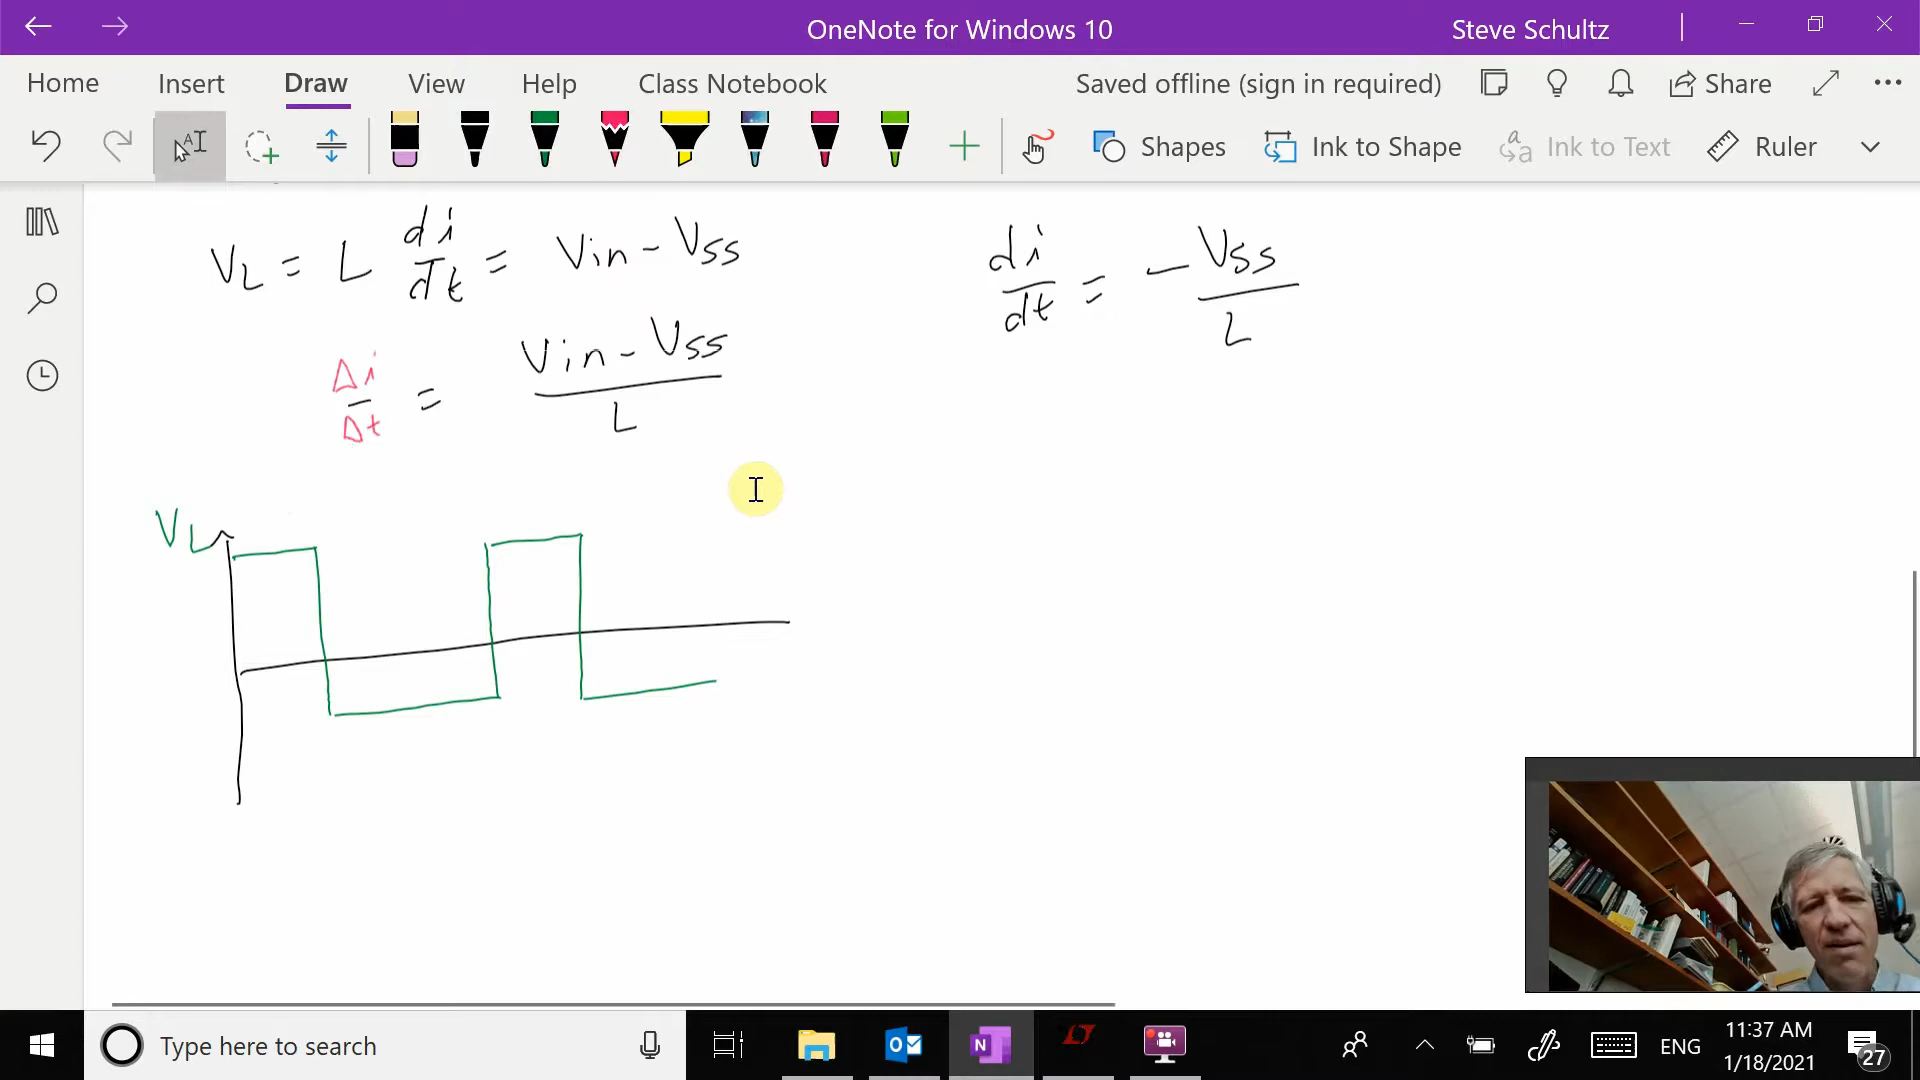 OneNote for Windows 10
Steve Schultz
Home Insert Draw View Help Class Notebook
Saved offline (sign in required)
Share
Shapes
Ink to Shape
Ink to Text
Ruler
VL = L di/dt = Vin - Vss
Δi/Δt = Vin - Vss / L
di/dt = - Vss / L
VL
Type here to search
ENG
11:37 AM
1/18/2021
27